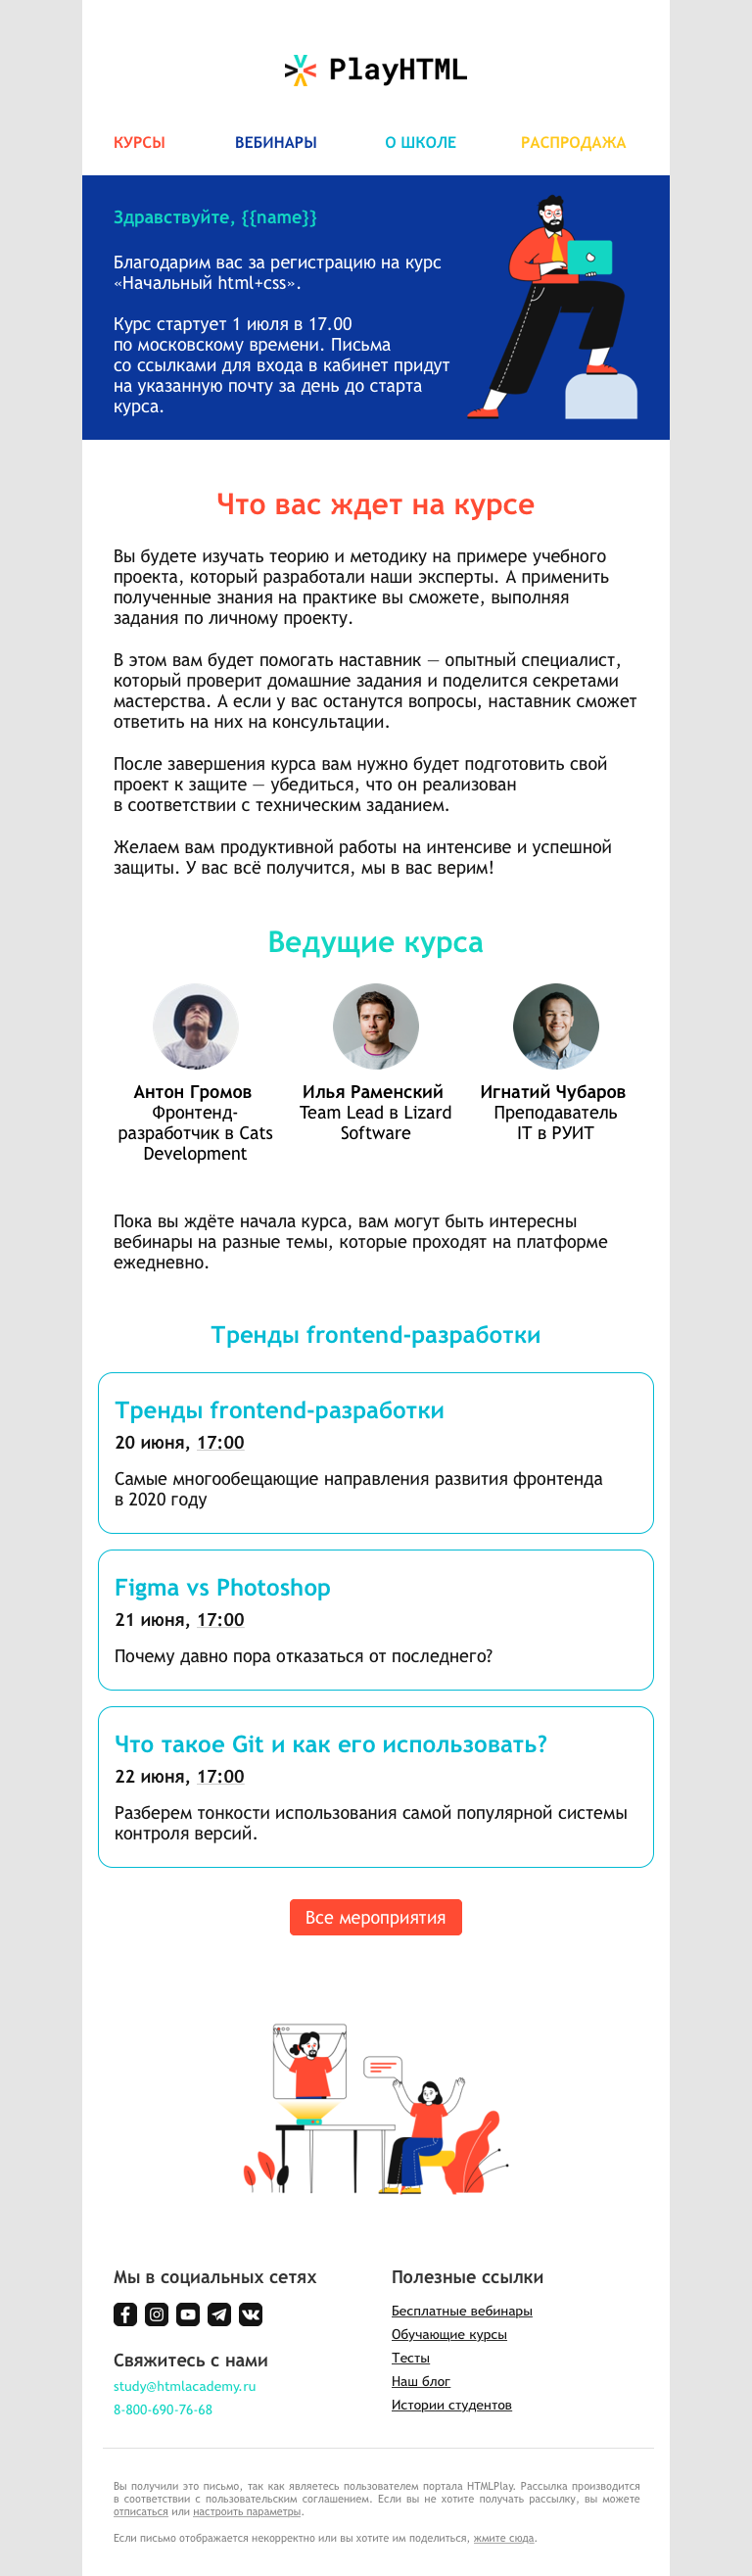 PlayHTML
КУРСЫ ВЕБИНАРЫ О ШКОЛЕ РАСПРОДАЖА
Здравствуйте, {{name}}
Благодарим вас за регистрацию на курс
«Начальный html+css».
Курс стартует 1 июля в 17.00
по московскому времени. Письма
со ссылками для входа в кабинет придут
на указанную почту за день до старта
курса.
Что вас ждет на курсе
Вы будете изучать теорию и методику на примере учебного
проекта, который разработали наши эксперты. А применить
полученные знания на практике вы сможете, выполняя
задания по личному проекту.
В этом вам будет помогать наставник — опытный специалист,
который проверит домашние задания и поделится секретами
мастерства. А если у вас останутся вопросы, наставник сможет
ответить на них на консультации.
После завершения курса вам нужно будет подготовить свой
проект к защите — убедиться, что он реализован
в соответствии с техническим заданием.
Желаем вам продуктивной работы на интенсиве и успешной
защиты. У вас всё получится, мы в вас верим!
Ведущие курса
Антон Громов
Фронтенд-
разработчик в Cats
Development
Илья Раменский
Team Lead в Lizard
Software
Игнатий Чубаров
Преподаватель
IT в РУИТ
Пока вы ждёте начала курса, вам могут быть интересны
вебинары на разные темы, которые проходят на платформе
ежедневно.
Тренды frontend-разработки
Тренды frontend-разработки
20 июня, 17:00
Самые многообещающие направления развития фронтенда
в 2020 году
Figma vs Photoshop
21 июня, 17:00
Почему давно пора отказаться от последнего?
Что такое Git и как его использовать?
22 июня, 17:00
Разберем тонкости использования самой популярной системы
контроля версий.
Все мероприятия
Мы в социальных сетях
Свяжитесь с нами
study@htmlacademy.ru
8-800-690-76-68
Полезные ссылки
Бесплатные вебинары
Обучающие курсы
Тесты
Наш блог
Истории студентов
Вы получили это письмо, так как являетесь пользователем портала HTMLPlay. Рассылка производится
в соответствии с пользовательским соглашением. Если вы не хотите получать рассылку, вы можете
отписаться или настроить параметры.
Если письмо отображается некорректно или вы хотите им поделиться, жмите сюда.